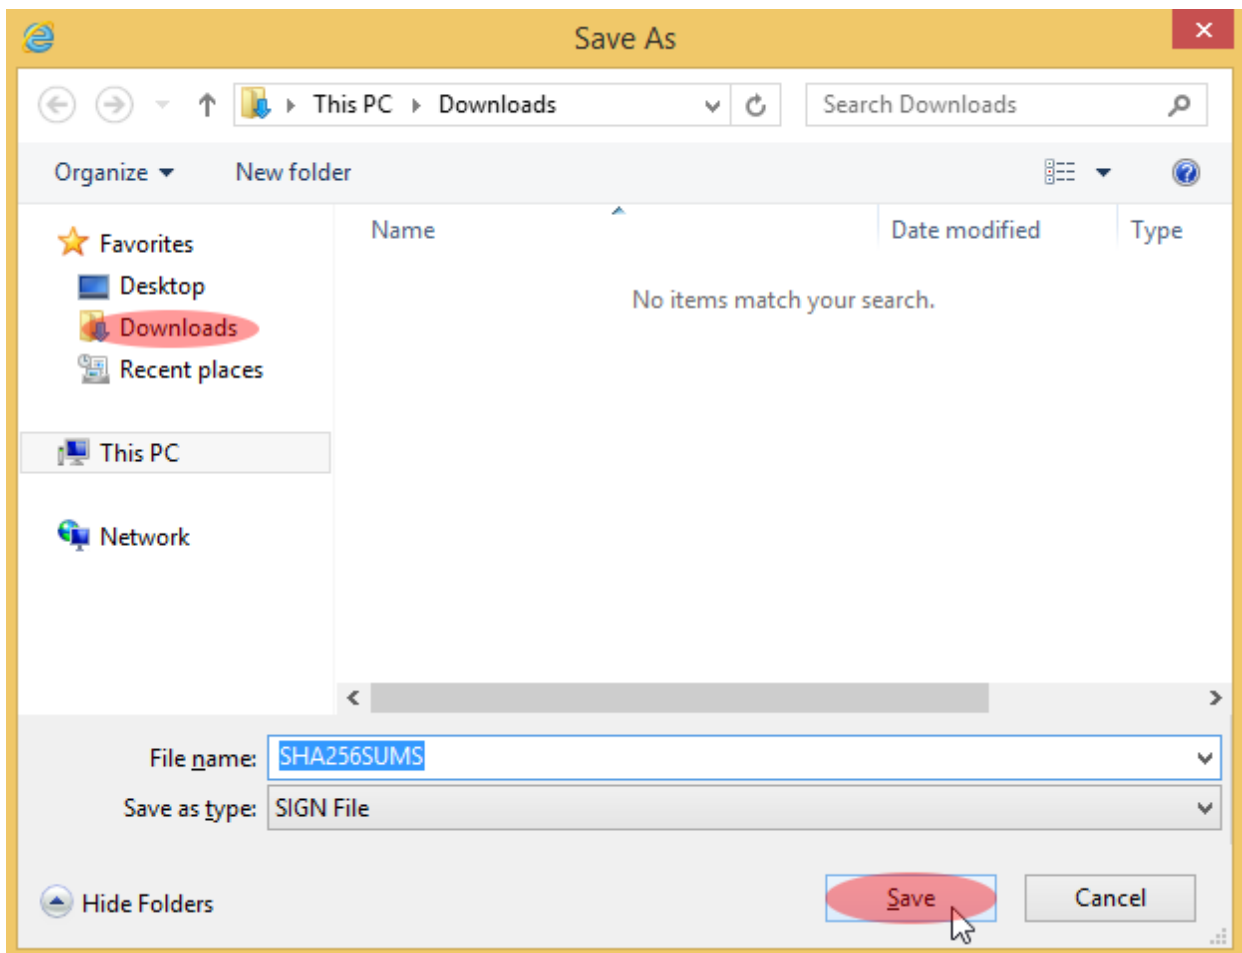 Save As
This PC Downloads
Search Downloads
Organize
New folder
Name
Date modified
Type
Favorites
Desktop
Downloads
Recent places
This PC
Network
No items match your search.
File name: SHA256SUMS
Save as type: SIGN File
Hide Folders
Save
Cancel